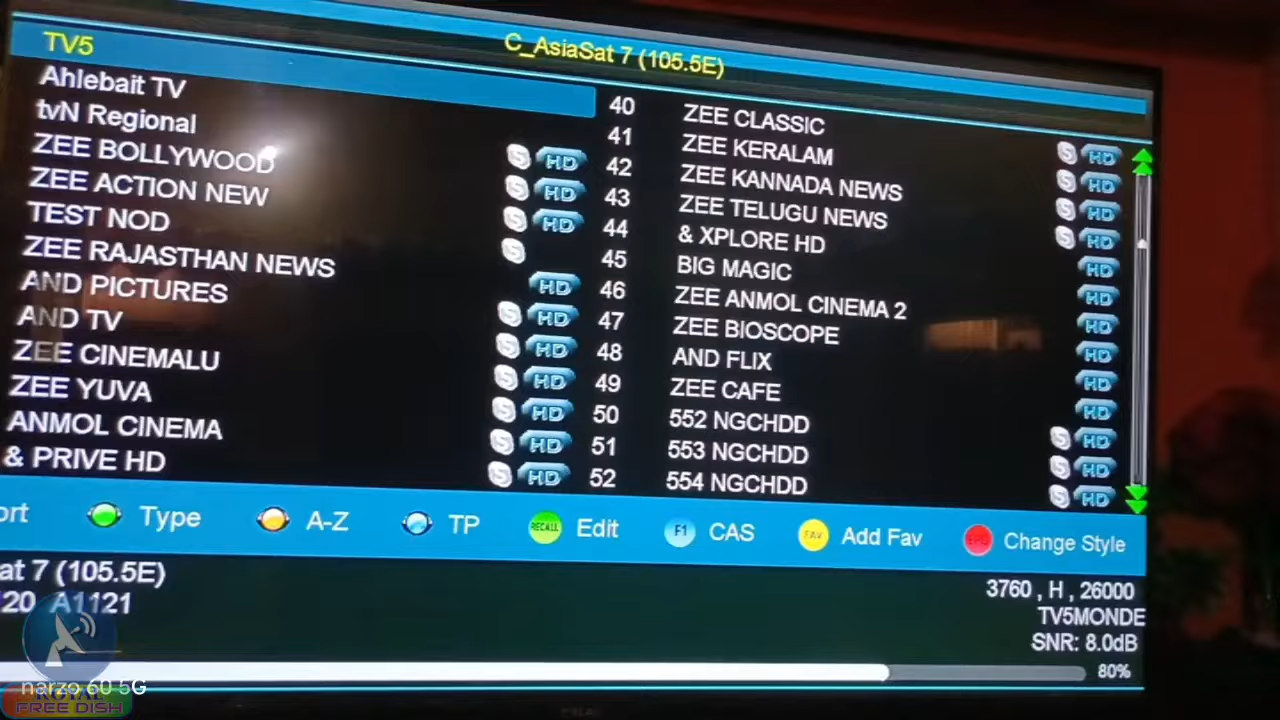 C_AsiaSat 7 (105.5E)
TV5
Ahlebait TV
tvN Regional
ZEE BOLLYWOOD HD
ZEE ACTION NEW HD
TEST NOD HD
ZEE RAJASTHAN NEWS
AND PICTURES HD
AND TV HD
ZEE CINEMALU HD
ZEE YUVA HD
ANMOL CINEMA HD
& PRIVE HD HD
HD
40 ZEE CLASSIC HD
41 ZEE KERALAM HD
42 ZEE KANNADA NEWS HD
43 ZEE TELUGU NEWS HD
44 & XPLORE HD HD
45 BIG MAGIC HD
46 ZEE ANMOL CINEMA 2 HD
47 ZEE BIOSCOPE HD
48 AND FLIX HD
49 ZEE CAFE HD
50 552 NGCHDD HD
51 553 NGCHDD HD
52 554 NGCHDD HD
ort Type A-Z TP RECALL Edit F1 CAS FAV Add Fav EPG Change Style
at 7 (105.5E)
20 A1121
3760 , H , 26000
TV5MONDE
SNR: 8.0dB
80%
narzo 60 5G
ROYAL
FREE DISH